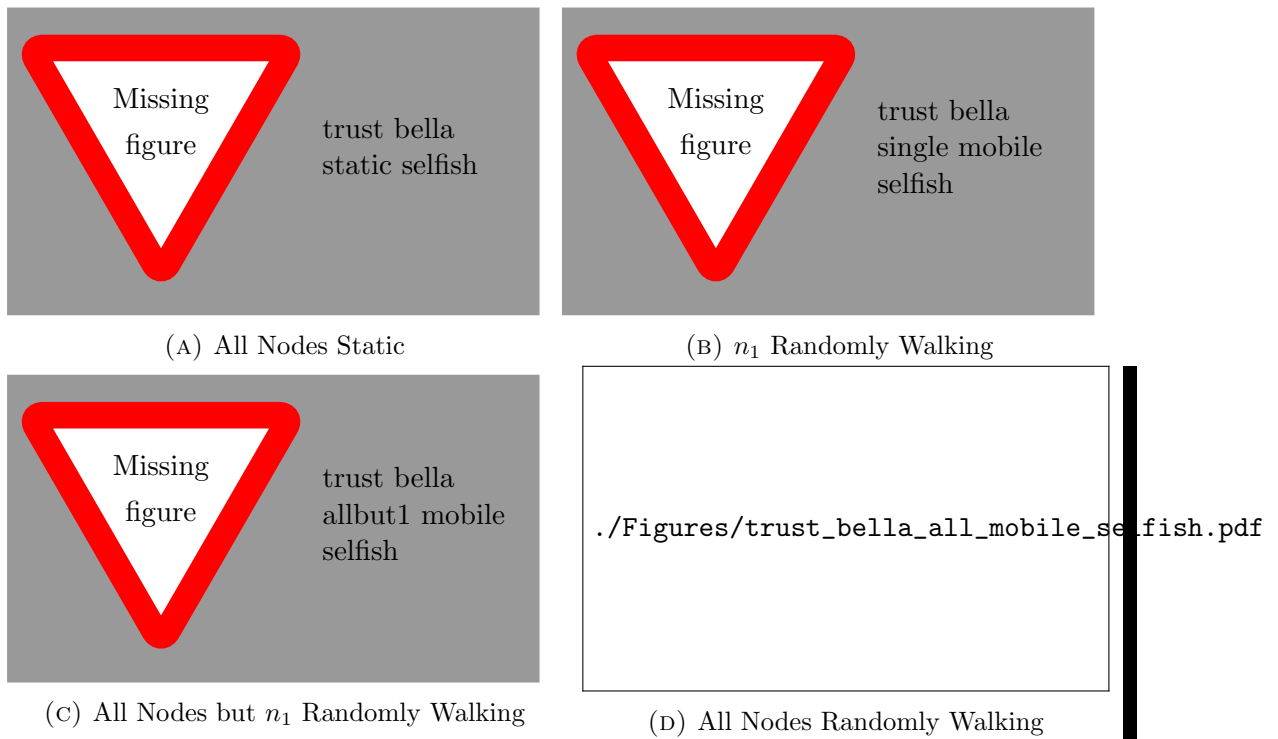 Missing
figure
trust bella
static selfish
(A) All Nodes Static
Missing
figure
trust bella
single mobile
selfish
(B) n₁ Randomly Walking
Missing
figure
trust bella
allbut1 mobile
selfish
(C) All Nodes but n₁ Randomly Walking
./Figures/trust_bella_all_mobile_selfish.pdf
(D) All Nodes Randomly Walking